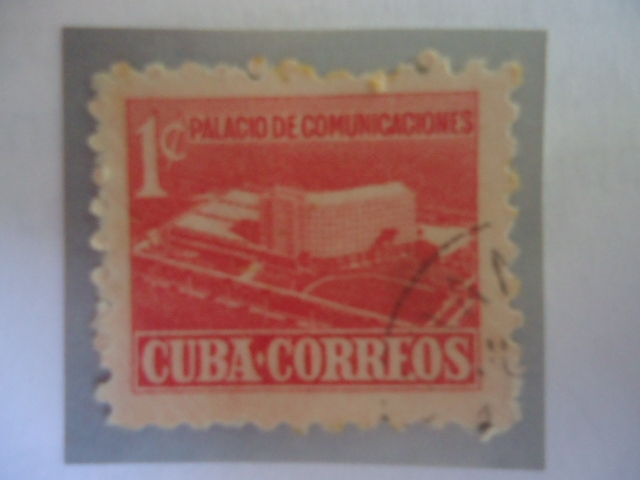 1¢ PALACIO DE COMUNICACIONES
CUBA·CORREOS